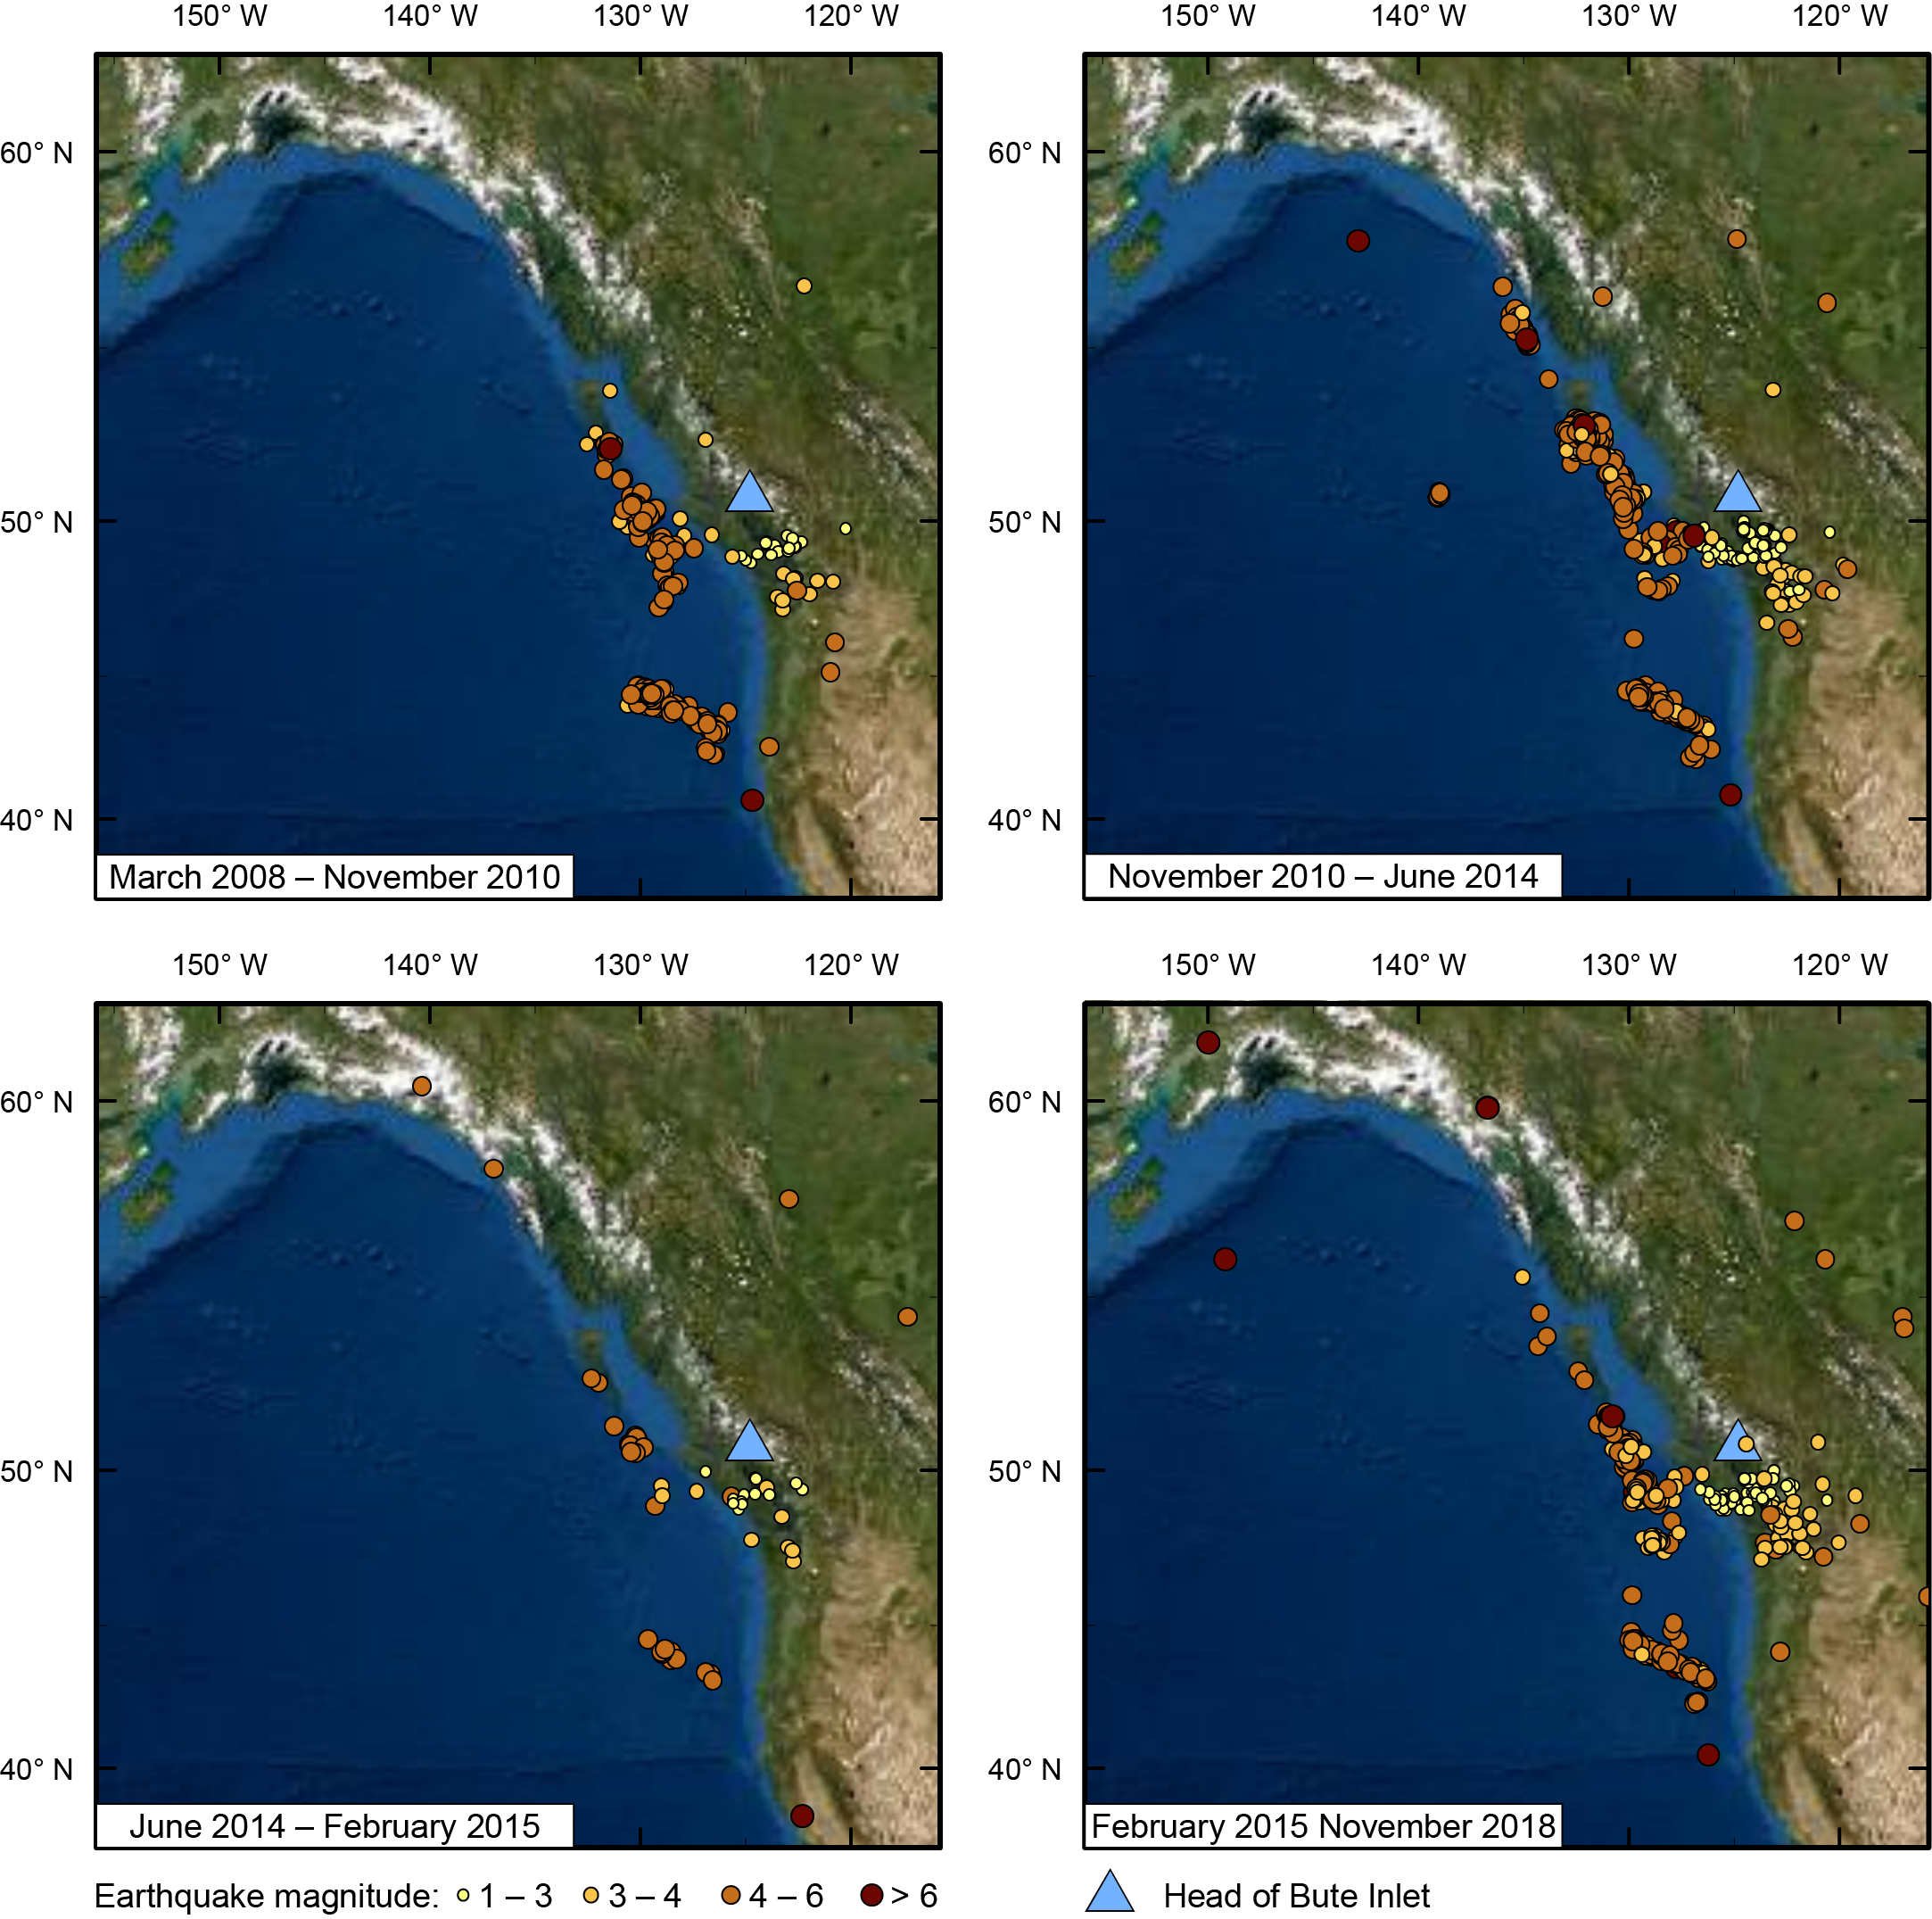 150° W 140° W 130° W 120° W 150° W 140° W 130° W 120° W
60° N 60° N
50° N 50° N
40° N 40° N
March 2008 – November 2010 November 2010 – June 2014
150° W 140° W 130° W 120° W 150° W 140° W 130° W 120° W
60° N 60° N
50° N 50° N
40° N 40° N
June 2014 – February 2015 February 2015 November 2018
Earthquake magnitude: 1 – 3 3 – 4 4 – 6 > 6 Head of Bute Inlet